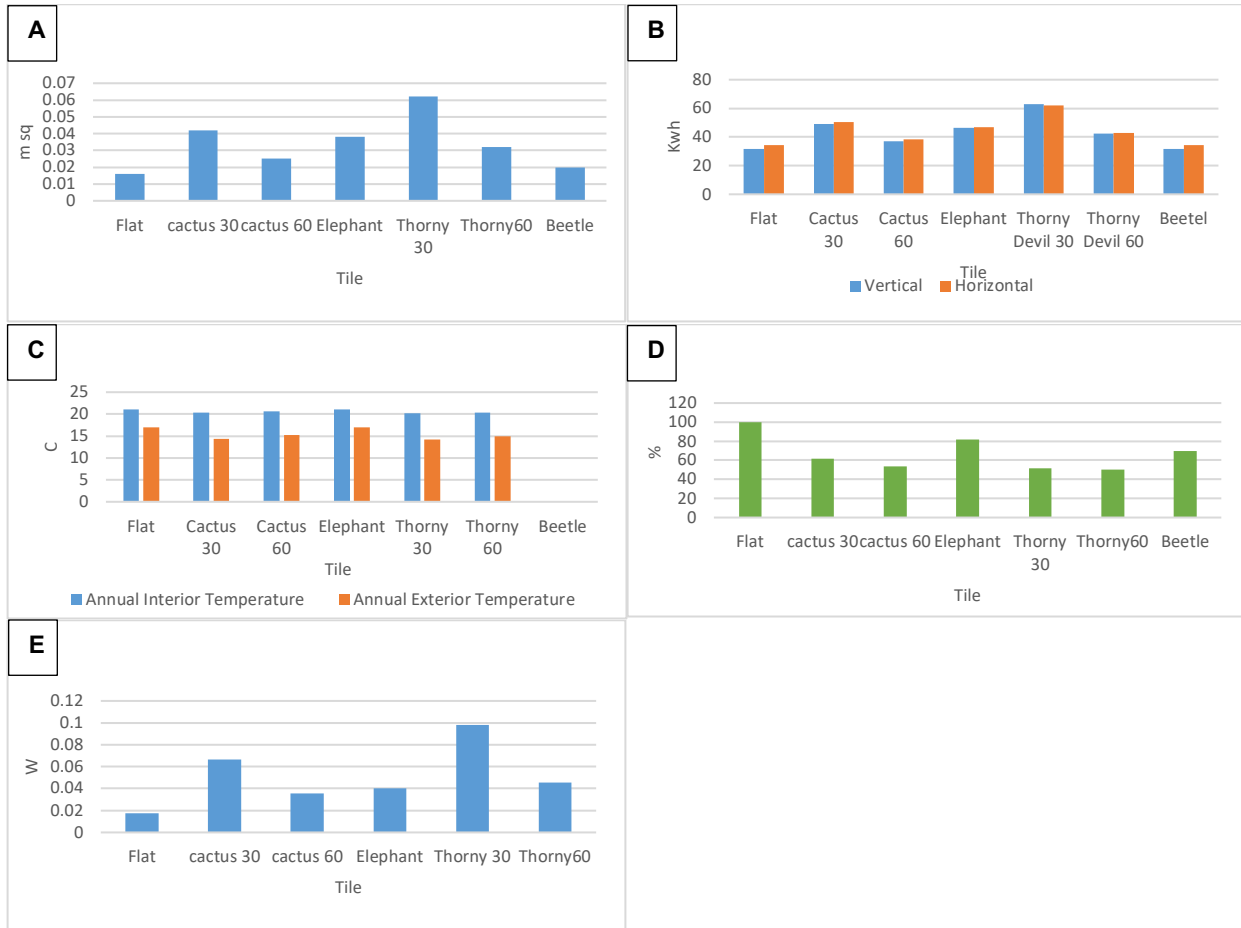 A
m sq
0.07
0.06
0.05
0.04
0.03
0.02
0.01
0
Flat cactus 30 cactus 60 Elephant Thorny 30 Thorny60 Beetle
Tile
B
Kwh
80
60
40
20
0
Flat Cactus 30 Cactus 60 Elephant Thorny Devil 30 Thorny Devil 60 Beetel
Tile
Vertical Horizontal
C
C
25
20
15
10
5
0
Flat Cactus 30 Cactus 60 Elephant Thorny 30 Thorny 60 Beetle
Tile
Annual Interior Temperature Annual Exterior Temperature
D
%
120
100
80
60
40
20
0
Flat cactus 30 cactus 60 Elephant Thorny 30 Thorny60 Beetle
Tile
E
W
0.12
0.1
0.08
0.06
0.04
0.02
0
Flat cactus 30 cactus 60 Elephant Thorny 30 Thorny60
Tile